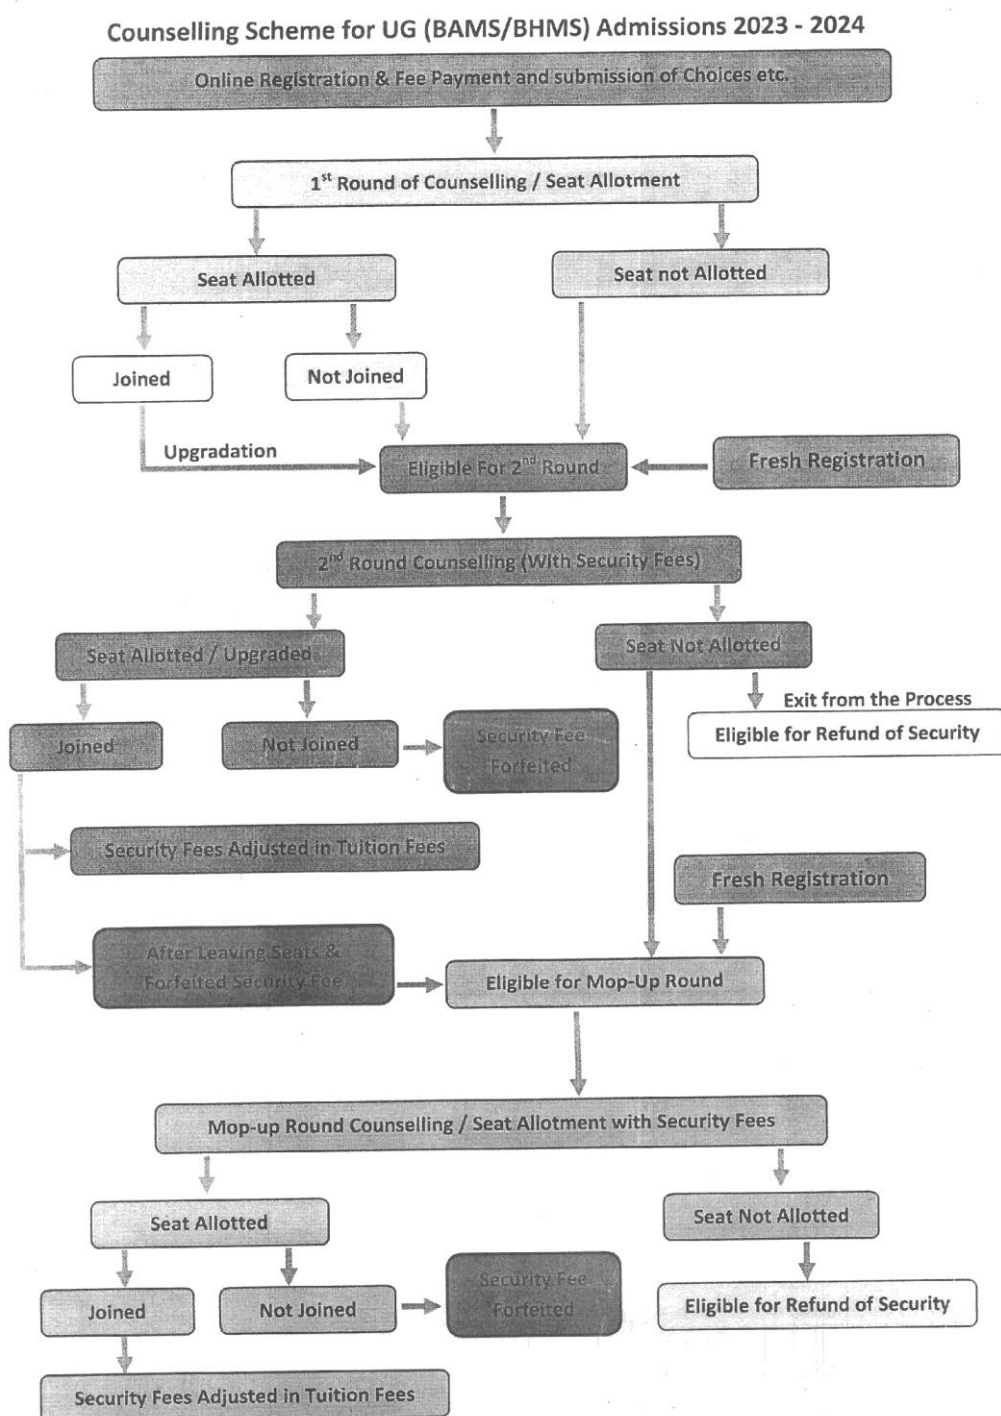 Counselling Scheme for UG (BAMS/BHMS) Admissions 2023 - 2024
Online Registration & Fee Payment and submission of Choices etc.
1st Round of Counselling / Seat Allotment
Seat Allotted
Seat not Allotted
Joined
Not Joined
Upgradation
Eligible For 2nd Round
Fresh Registration
2nd Round Counselling (With Security Fees)
Seat Allotted / Upgraded
Seat Not Allotted
Exit from the Process
Eligible for Refund of Security
Joined
Not Joined
Security Fee
Forfeited
Security Fees Adjusted in Tuition Fees
Fresh Registration
After Leaving Seats &
Forfeited Security Fee
Eligible for Mop-Up Round
Mop-up Round Counselling / Seat Allotment with Security Fees
Seat Allotted
Seat Not Allotted
Joined
Not Joined
Security Fee
Forfeited
Eligible for Refund of Security
Security Fees Adjusted in Tuition Fees